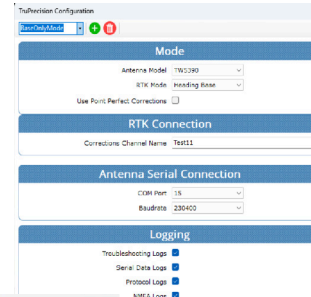 TruPrecision Configuration
BaseOnlyMode
Mode
Antenna Model TW5390
RTK Mode Heading Base
Use Point Perfect Corrections
RTK Connection
Corrections Channel Name Test11
Antenna Serial Connection
COM Port 15
Baudrate 230400
Logging
Troubleshooting Logs
Serial Data Logs
Protocol Logs
NMEA Logs